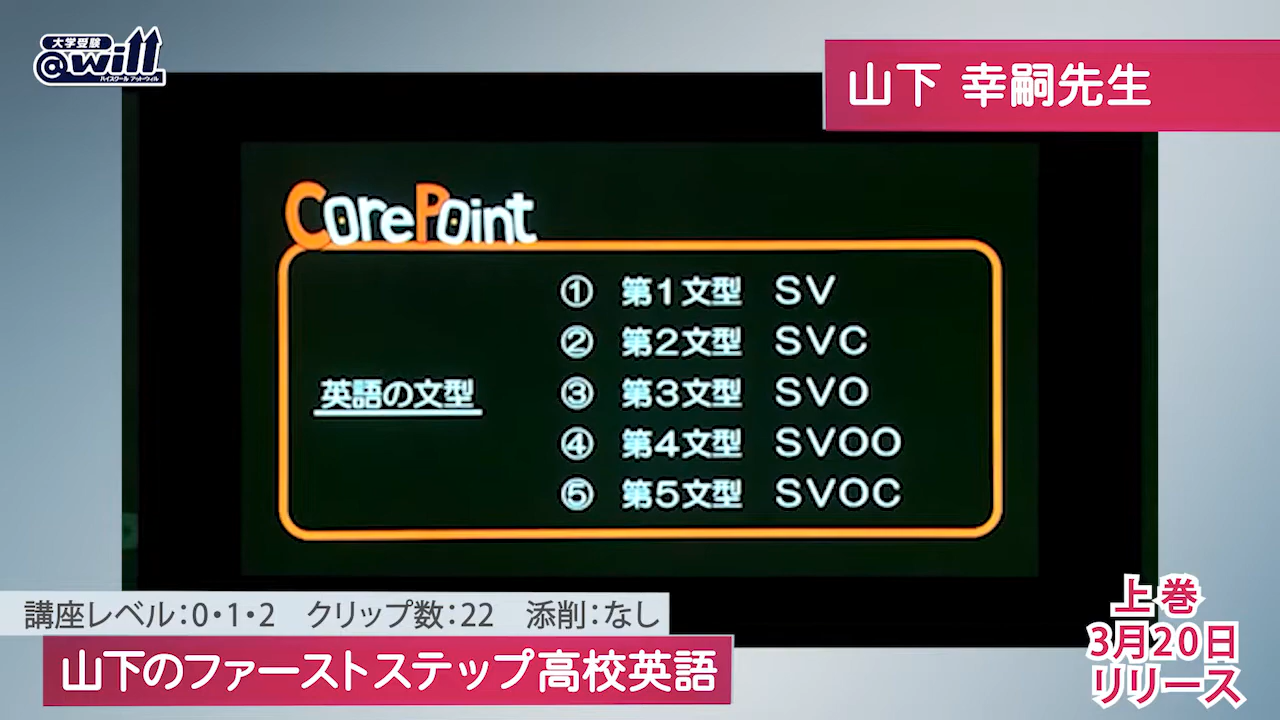 大学受験
@will
ハイスクール アットウィル
山下 幸嗣先生
CorePoint
英語の文型
① 第1文型 SV
② 第2文型 SVC
③ 第3文型 SVO
④ 第4文型 SVOO
⑤ 第5文型 SVOC
講座レベル：0・1・2 クリップ数：22 添削：なし
山下のファーストステップ高校英語
上巻
3月20日
リリース